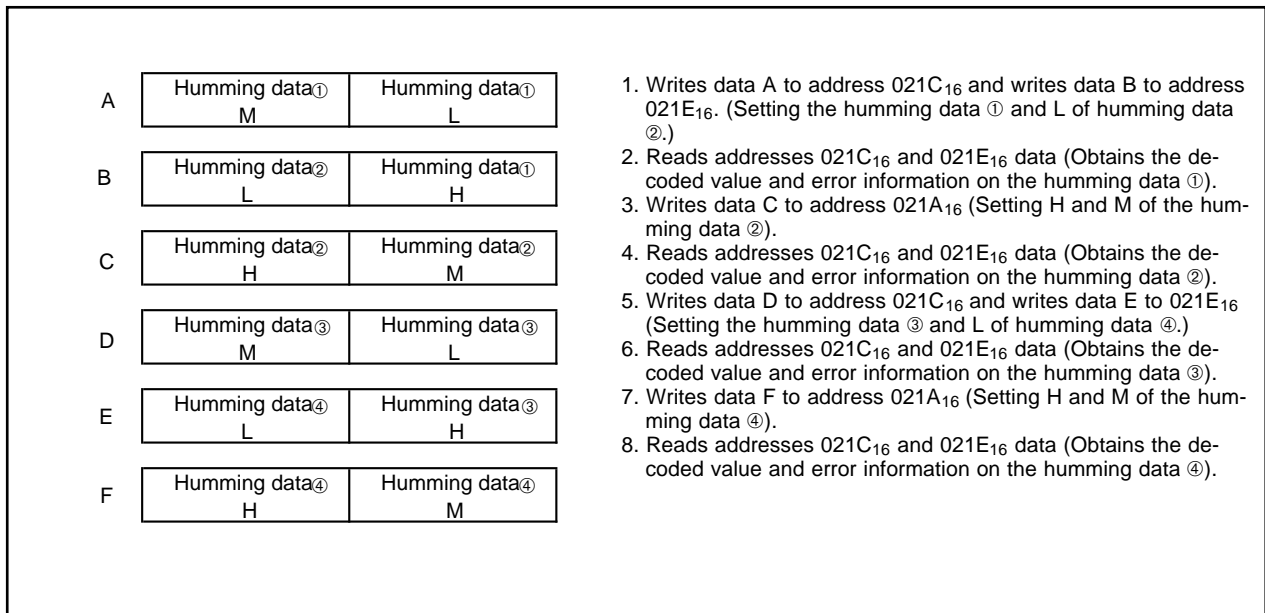 A
Humming data① Humming data①
M L
B
Humming data② Humming data①
L H
C
Humming data② Humming data②
H M
D
Humming data③ Humming data③
M L
E
Humming data④ Humming data③
L H
F
Humming data④ Humming data④
H M
1. Writes data A to address 021C₁₆ and writes data B to address
021E₁₆. (Setting the humming data ① and L of humming data
②.)
2. Reads addresses 021C₁₆ and 021E₁₆ data (Obtains the de-
coded value and error information on the humming data ①).
3. Writes data C to address 021A₁₆ (Setting H and M of the hum-
ming data ②).
4. Reads addresses 021C₁₆ and 021E₁₆ data (Obtains the de-
coded value and error information on the humming data ②).
5. Writes data D to address 021C₁₆ and writes data E to 021E₁₆
(Setting the humming data ③ and L of humming data ④.)
6. Reads addresses 021C₁₆ and 021E₁₆ data (Obtains the de-
coded value and error information on the humming data ③).
7. Writes data F to address 021A₁₆ (Setting H and M of the hum-
ming data ④).
8. Reads addresses 021C₁₆ and 021E₁₆ data (Obtains the de-
coded value and error information on the humming data ④).